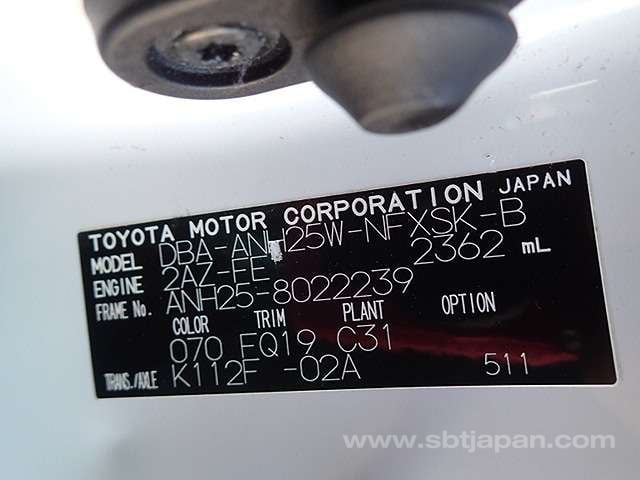 TOYOTA MOTOR CORPORATION JAPAN
MODEL DBA-ANH25W-NFXSK-B
ENGINE 2AZ-FE 2362 mL
FRAME No. ANH25-8022239
COLOR TRIM PLANT OPTION
070 FQ19 C31
TRANS./AXLE K112F -02A 511
www.sbtjapan.com